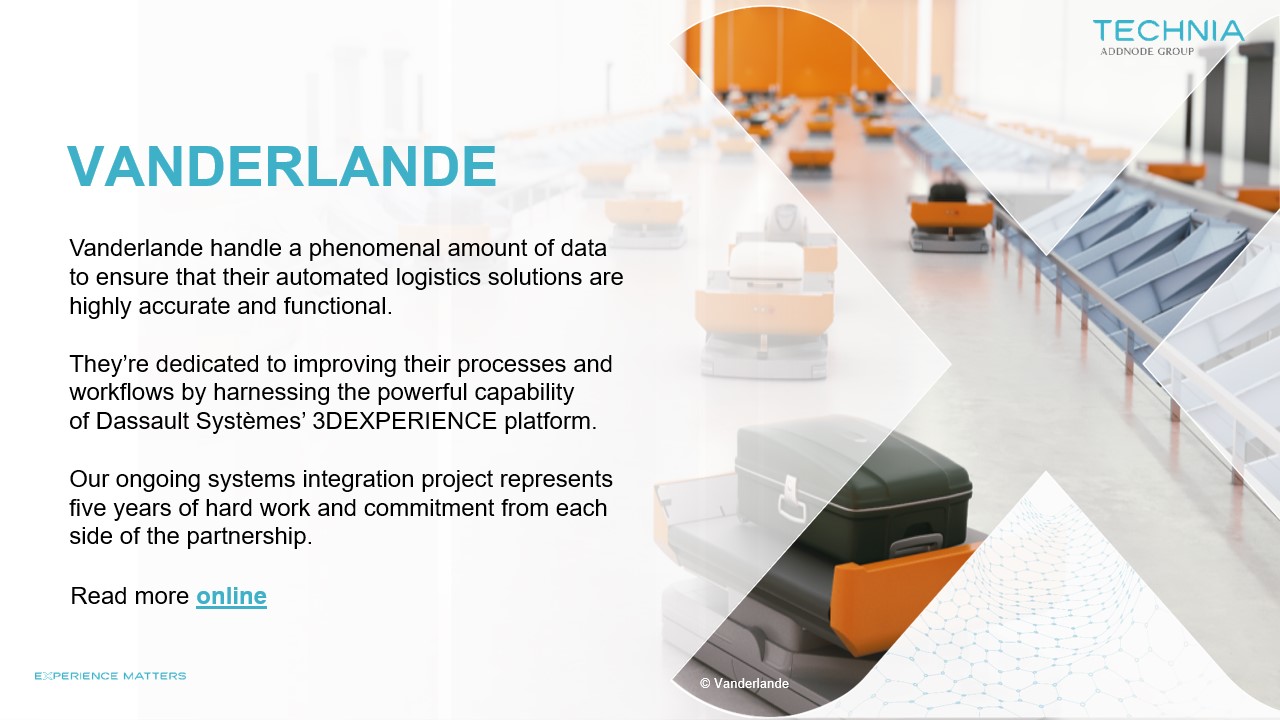 TECHNIA
ADDNODE GROUP
VANDERLANDE
Vanderlande handle a phenomenal amount of data
to ensure that their automated logistics solutions are
highly accurate and functional.
They’re dedicated to improving their processes and
workflows by harnessing the powerful capability
of Dassault Systèmes’ 3DEXPERIENCE platform.
Our ongoing systems integration project represents
five years of hard work and commitment from each
side of the partnership.
Read more online
EXPERIENCE MATTERS
© Vanderlande